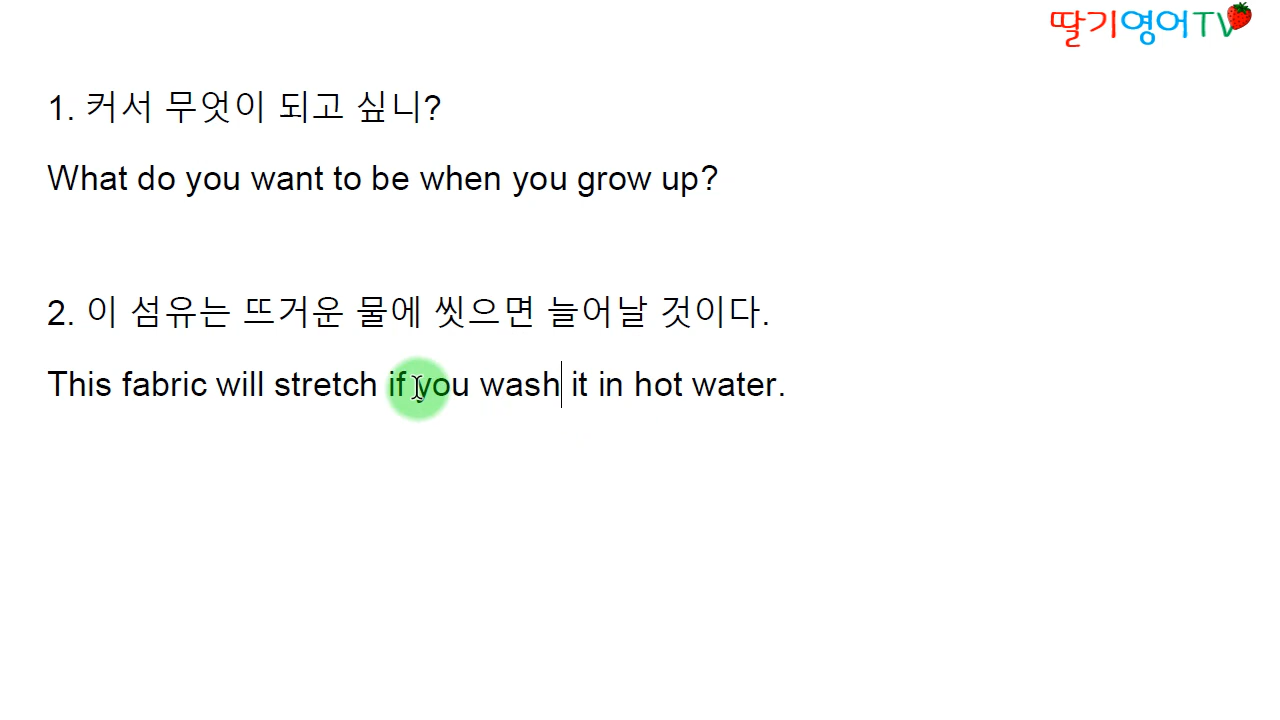 딸기영어TV
1. 커서 무엇이 되고 싶니?
What do you want to be when you grow up?
2. 이 섬유는 뜨거운 물에 씻으면 늘어날 것이다.
This fabric will stretch if you wash it in hot water.